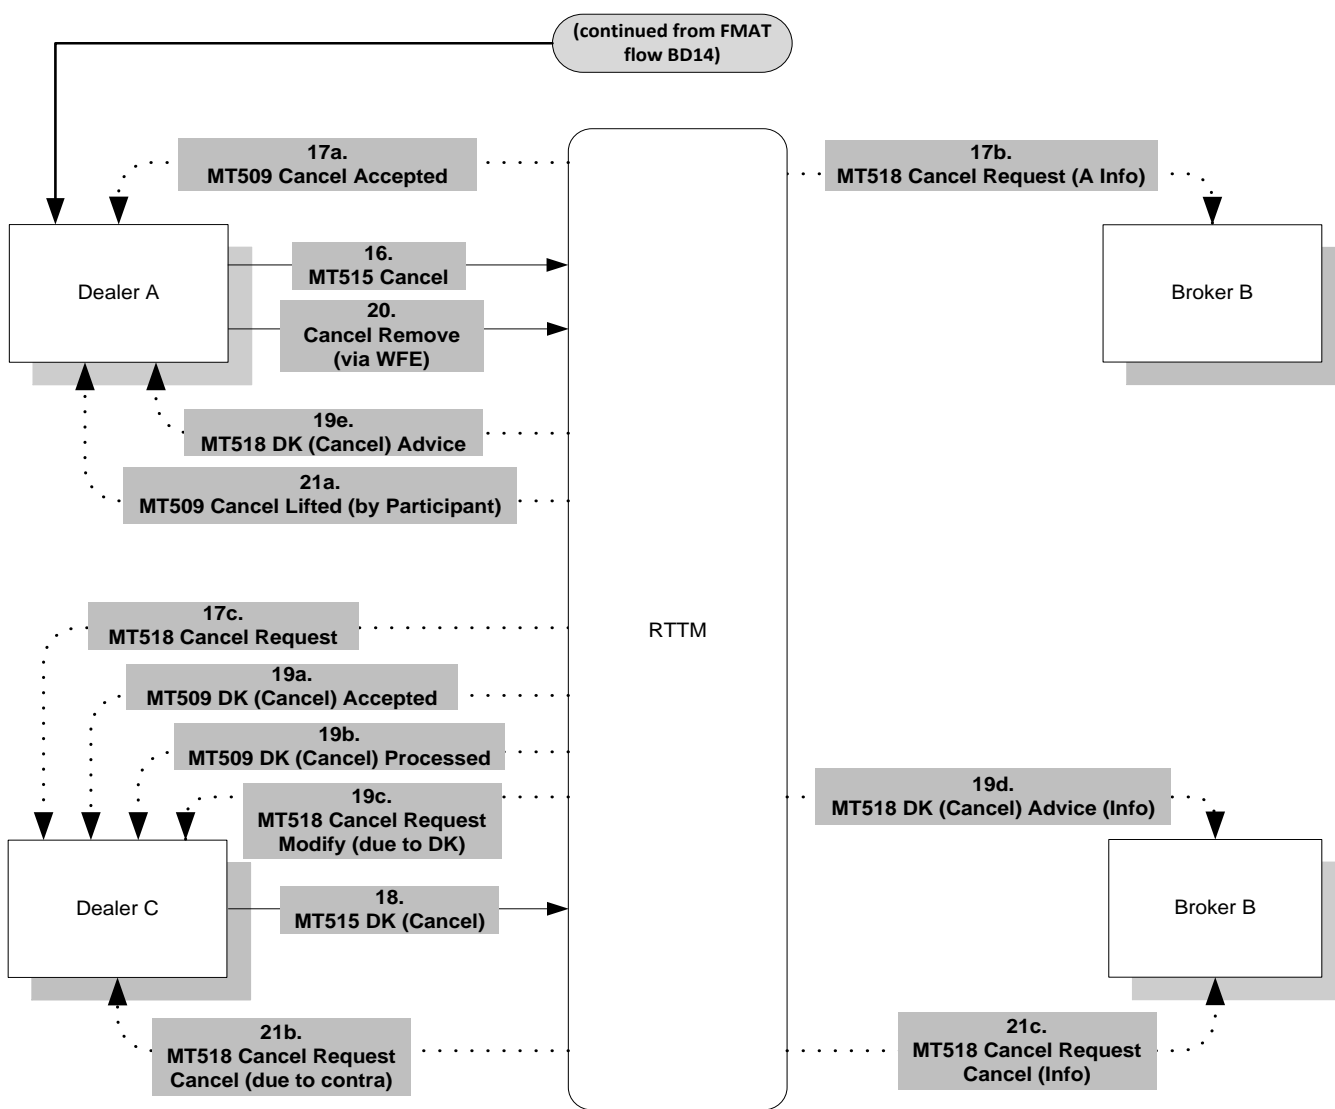 (continued from FMAT
flow BD14)
17a.
MT509 Cancel Accepted
17b.
MT518 Cancel Request (A Info)
16.
MT515 Cancel
Dealer A
Broker B
20.
Cancel Remove
(via WFE)
19e.
MT518 DK (Cancel) Advice
21a.
MT509 Cancel Lifted (by Participant)
17c.
MT518 Cancel Request
RTTM
19a.
MT509 DK (Cancel) Accepted
19b.
MT509 DK (Cancel) Processed
19c.
MT518 Cancel Request
Modify (due to DK)
19d.
MT518 DK (Cancel) Advice (Info)
Dealer C
18.
MT515 DK (Cancel)
Broker B
21b.
MT518 Cancel Request
Cancel (due to contra)
21c.
MT518 Cancel Request
Cancel (Info)